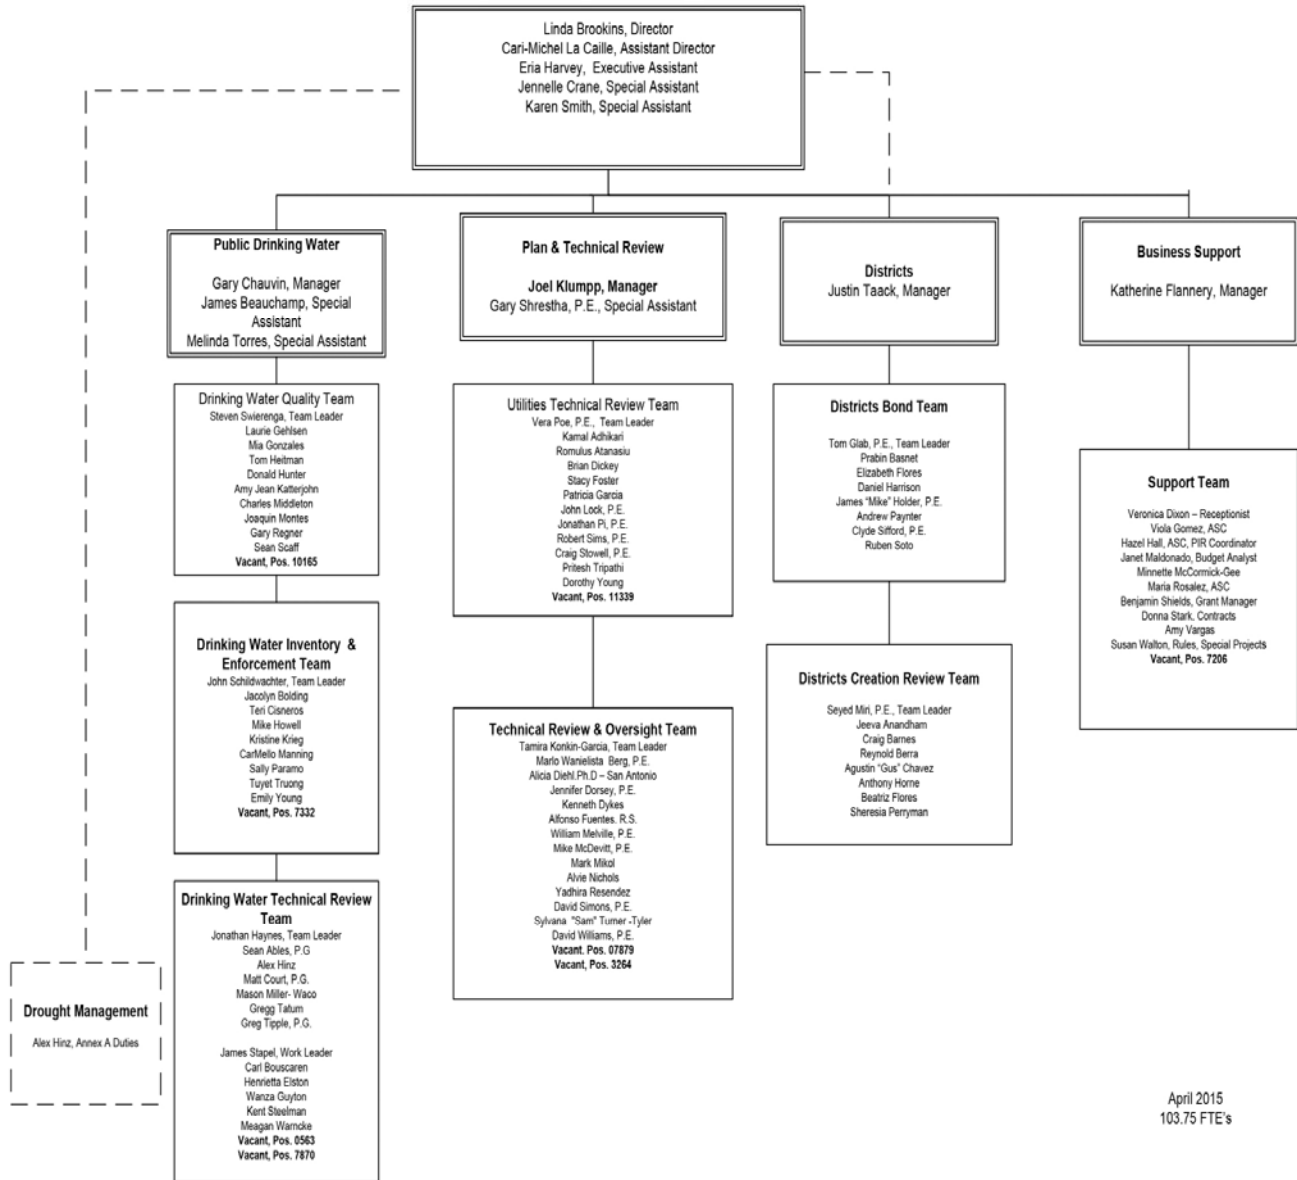 Linda Brookins, Director
Cari-Michel La Caille, Assistant Director
Eria Harvey, Executive Assistant
Jennelle Crane, Special Assistant
Karen Smith, Special Assistant
Public Drinking Water
Gary Chauvin, Manager
James Beauchamp, Special
Assistant
Melinda Torres, Special Assistant
Plan & Technical Review
Joel Klumpp, Manager
Gary Shrestha, P.E., Special Assistant
Districts
Justin Taack, Manager
Business Support
Katherine Flannery, Manager
Drinking Water Quality Team
Steven Swierenga, Team Leader
Laurie Gehlsen
Mia Gonzales
Tom Heitman
Donald Hunter
Amy Jean Katterjohn
Charles Middleton
Joaquin Montes
Gary Regner
Sean Scaff
Vacant, Pos. 10165
Drinking Water Inventory &
Enforcement Team
John Schildwachter, Team Leader
Jacolyn Bolding
Teri Cisneros
Mike Howell
Kristine Krieg
CarMello Manning
Sally Paramo
Tuyet Truong
Emily Young
Vacant, Pos. 7332
Drinking Water Technical Review
Team
Jonathan Haynes, Team Leader
Sean Ables, P.G
Alex Hinz
Matt Court, P.G.
Mason Miller- Waco
Gregg Tatum
Greg Tipple, P.G.
James Stapel, Work Leader
Carl Bouscaren
Henrietta Elston
Wanza Guyton
Kent Steelman
Meagan Warncke
Vacant, Pos. 0563
Vacant, Pos. 7870
Utilities Technical Review Team
Vera Poe, P.E., Team Leader
Kamal Adhikari
Romulus Atanasiu
Brian Dickey
Stacy Foster
Patricia Garcia
John Lock, P.E.
Jonathan Pi, P.E.
Robert Sims, P.E.
Craig Stowell, P.E.
Pritesh Tripathi
Dorothy Young
Vacant, Pos. 11339
Technical Review & Oversight Team
Tamira Konkin-Garcia, Team Leader
Marlo Wanielista Berg, P.E.
Alicia Diehl.Ph.D – San Antonio
Jennifer Dorsey, P.E.
Kenneth Dykes
Alfonso Fuentes. R.S.
William Melville, P.E.
Mike McDevitt, P.E.
Mark Mikol
Alvie Nichols
Yadhira Resendez
David Simons, P.E.
Sylvana "Sam" Turner -Tyler
David Williams, P.E.
Vacant. Pos. 07879
Vacant, Pos. 3264
Districts Bond Team
Tom Glab, P.E., Team Leader
Prabin Basnet
Elizabeth Flores
Daniel Harrison
James “Mike” Holder, P.E.
Andrew Paynter
Clyde Sifford, P.E.
Ruben Soto
Districts Creation Review Team
Seyed Miri, P.E., Team Leader
Jeeva Anandham
Craig Barnes
Reynold Berra
Agustin “Gus” Chavez
Anthony Horne
Beatriz Flores
Sheresia Perryman
Support Team
Veronica Dixon – Receptionist
Viola Gomez, ASC
Hazel Hall, ASC, PIR Coordinator
Janet Maldonado, Budget Analyst
Minnette McCormick-Gee
Maria Rosalez, ASC
Benjamin Shields, Grant Manager
Donna Stark, Contracts
Amy Vargas
Susan Walton, Rules, Special Projects
Vacant, Pos. 7206
Drought Management
Alex Hinz, Annex A Duties
April 2015
103.75 FTE's